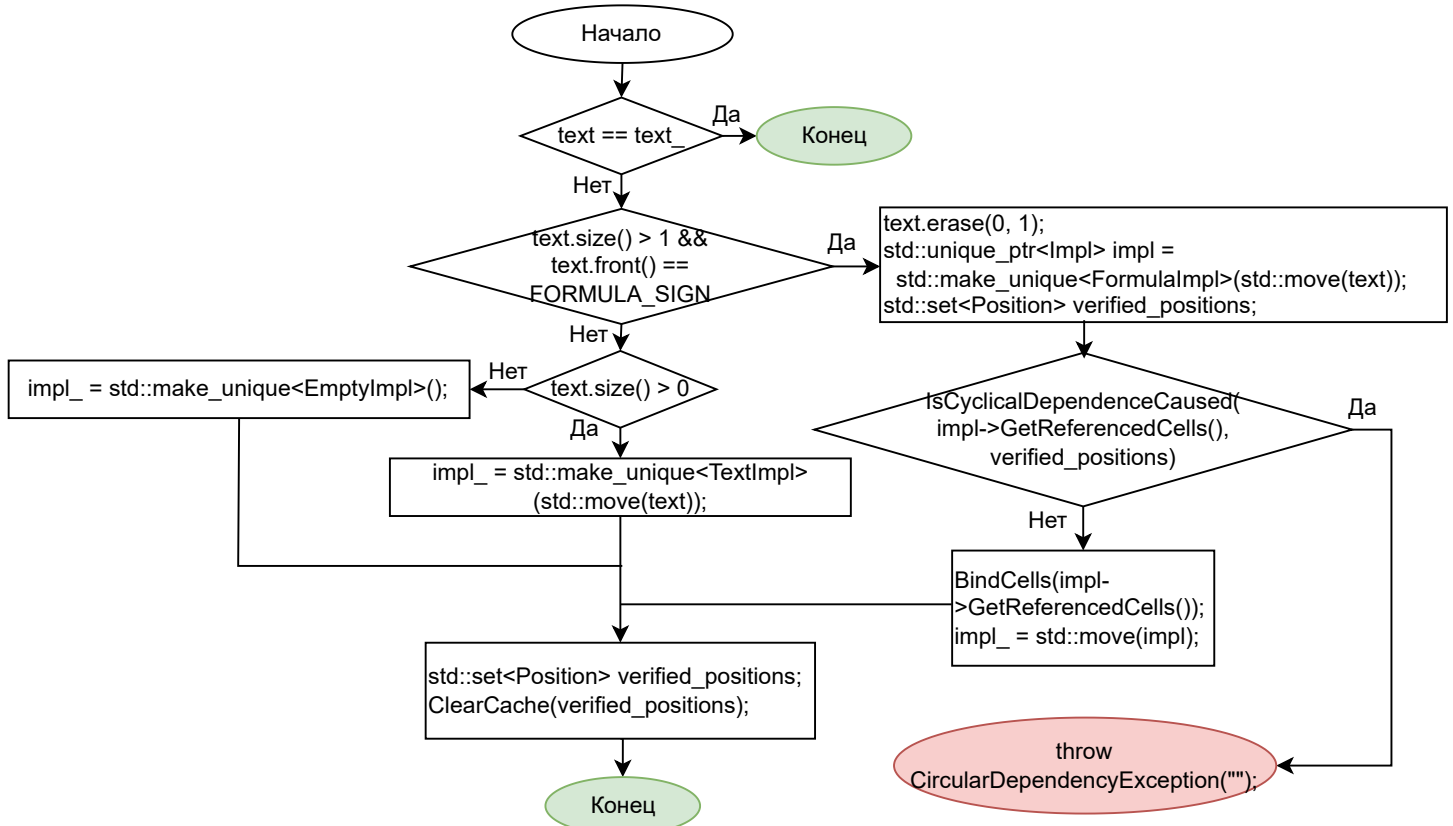 Начало
text == text_
Да
Конец
Нет
text.size() > 1 &&
text.front() ==
FORMULA_SIGN
Да
text.erase(0, 1);
std::unique_ptr<Impl> impl =
std::make_unique<FormulaImpl>(std::move(text));
std::set<Position> verified_positions;
Нет
text.size() > 0
Нет
impl_ = std::make_unique<EmptyImpl>();
Да
impl_ = std::make_unique<TextImpl>
(std::move(text));
IsCyclicalDependenceCaused(
impl->GetReferencedCells(),
verified_positions)
Да
Нет
BindCells(impl-
>GetReferencedCells());
impl_ = std::move(impl);
std::set<Position> verified_positions;
ClearCache(verified_positions);
throw
CircularDependencyException("");
Конец